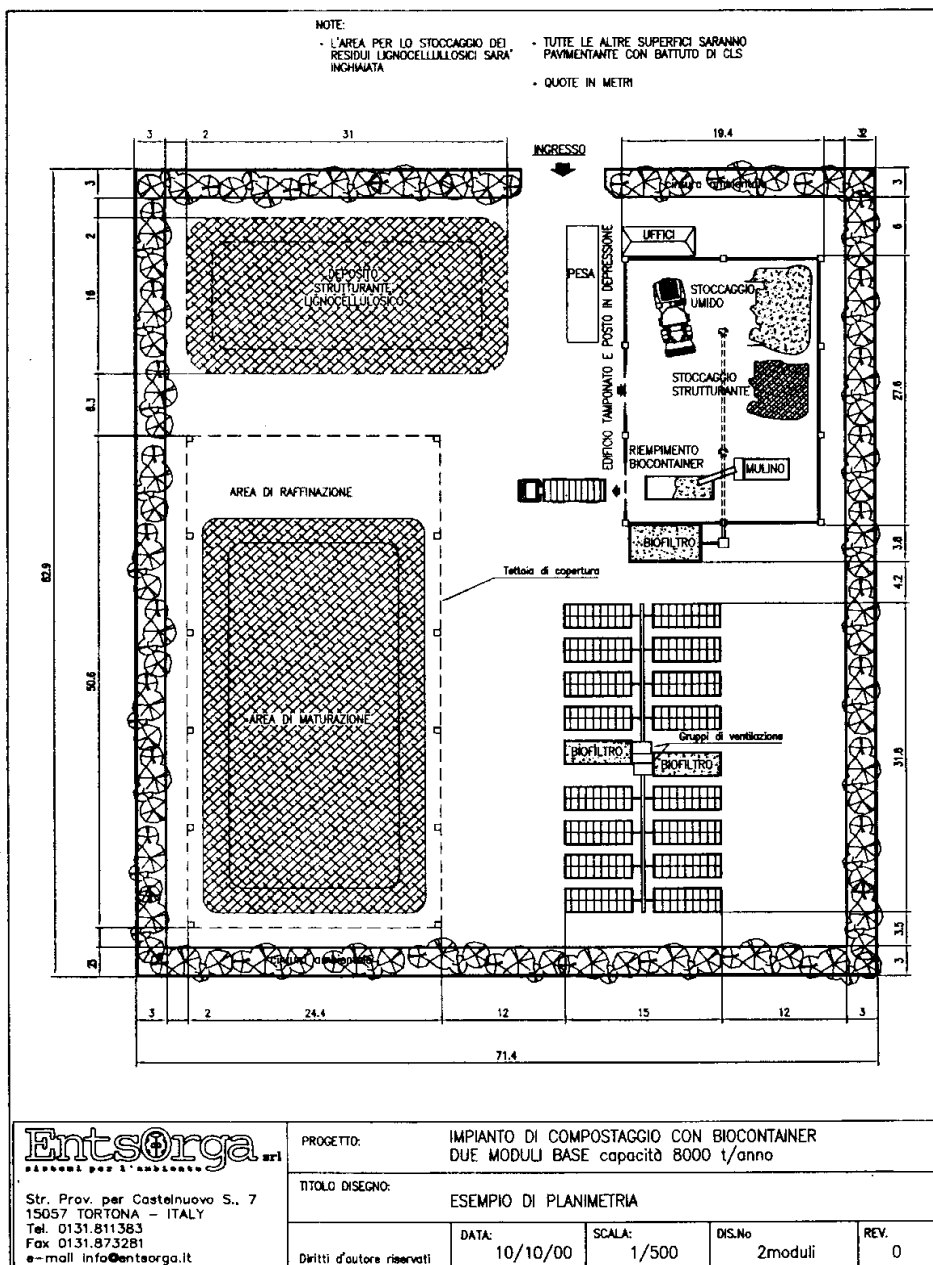 NOTE:
- L'AREA PER LO STOCCAGGIO DEI
RESIDUI LIGNOCELLULLOSICI SARA'
INGHIAIATA
- TUTTE LE ALTRE SUPERFICI SARANNO
PAVIMENTANTE CON BATTUTO DI CLS
- QUOTE IN METRI
3
2
31
INGRESSO
19.4
3
cintura ambientale
3
2
6
UFFICI
PESA
EDIFICIO TAMPONATO E POSTO IN DEPRESSIONE
DEPOSITO
STRUTTURANTE
LIGNOCELLULOSICO
STOCCAGGIO
UMIDO
STOCCAGGIO
STRUTTURANTE
27.6
6.3
RIEMPIMENTO
BIOCONTAINER
MULINO
AREA DI RAFFINAZIONE
BIOFILTRO
3.8
Tettoia di copertura
4.2
50.6
AREA DI MATURAZIONE
Gruppi di ventilazione
BIOFILTRO
BIOFILTRO
31.8
3.5
cintura ambientale
3
3
2
24.4
12
15
12
3
71.4
EntsOrga srl
sistemi per l'ambiente
Str. Prov. per Castelnuovo S., 7
15057 TORTONA - ITALY
Tel. 0131.811383
Fax 0131.873281
e-mail info@entsorga.it
PROGETTO:
IMPIANTO DI COMPOSTAGGIO CON BIOCONTAINER
DUE MODULI BASE capacità 8000 t/anno
TITOLO DISEGNO:
ESEMPIO DI PLANIMETRIA
Diritti d'autore riservati
DATA:
10/10/00
SCALA:
1/500
DIS.No
2moduli
REV.
0